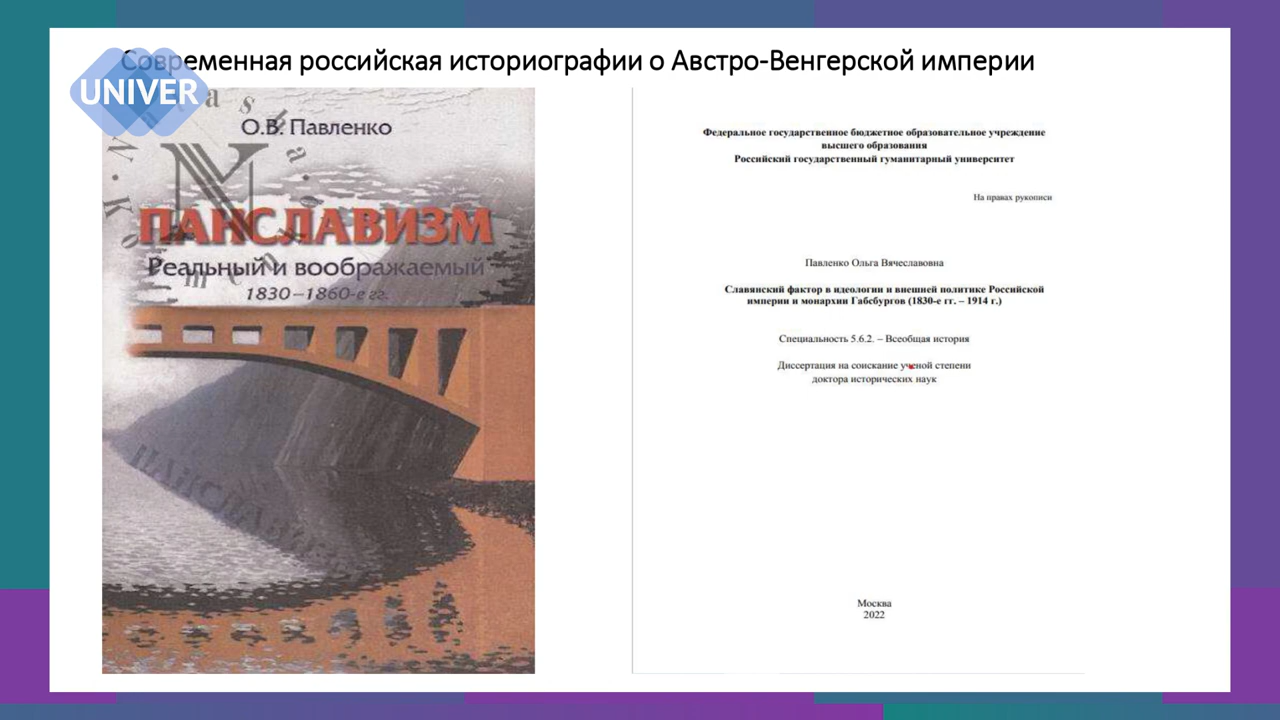 Современная российская историография о Австро-Венгерской империи
UNIVER
О.В. Павленко
ПАНСЛАВИЗМ
Реальный и воображаемый
1830–1860-е гг.
ПАНСЛАВИЗМ
Федеральное государственное бюджетное образовательное учреждение
высшего образования
Российский государственный гуманитарный университет
На правах рукописи
Павленко Ольга Вячеславовна
Славянский фактор в идеологии и внешней политике Российской
империи и монархии Габсбургов (1830-е гг. – 1914 г.)
Специальность 5.6.2. – Всеобщая история
Диссертация на соискание ученой степени
доктора исторических наук
Москва
2022